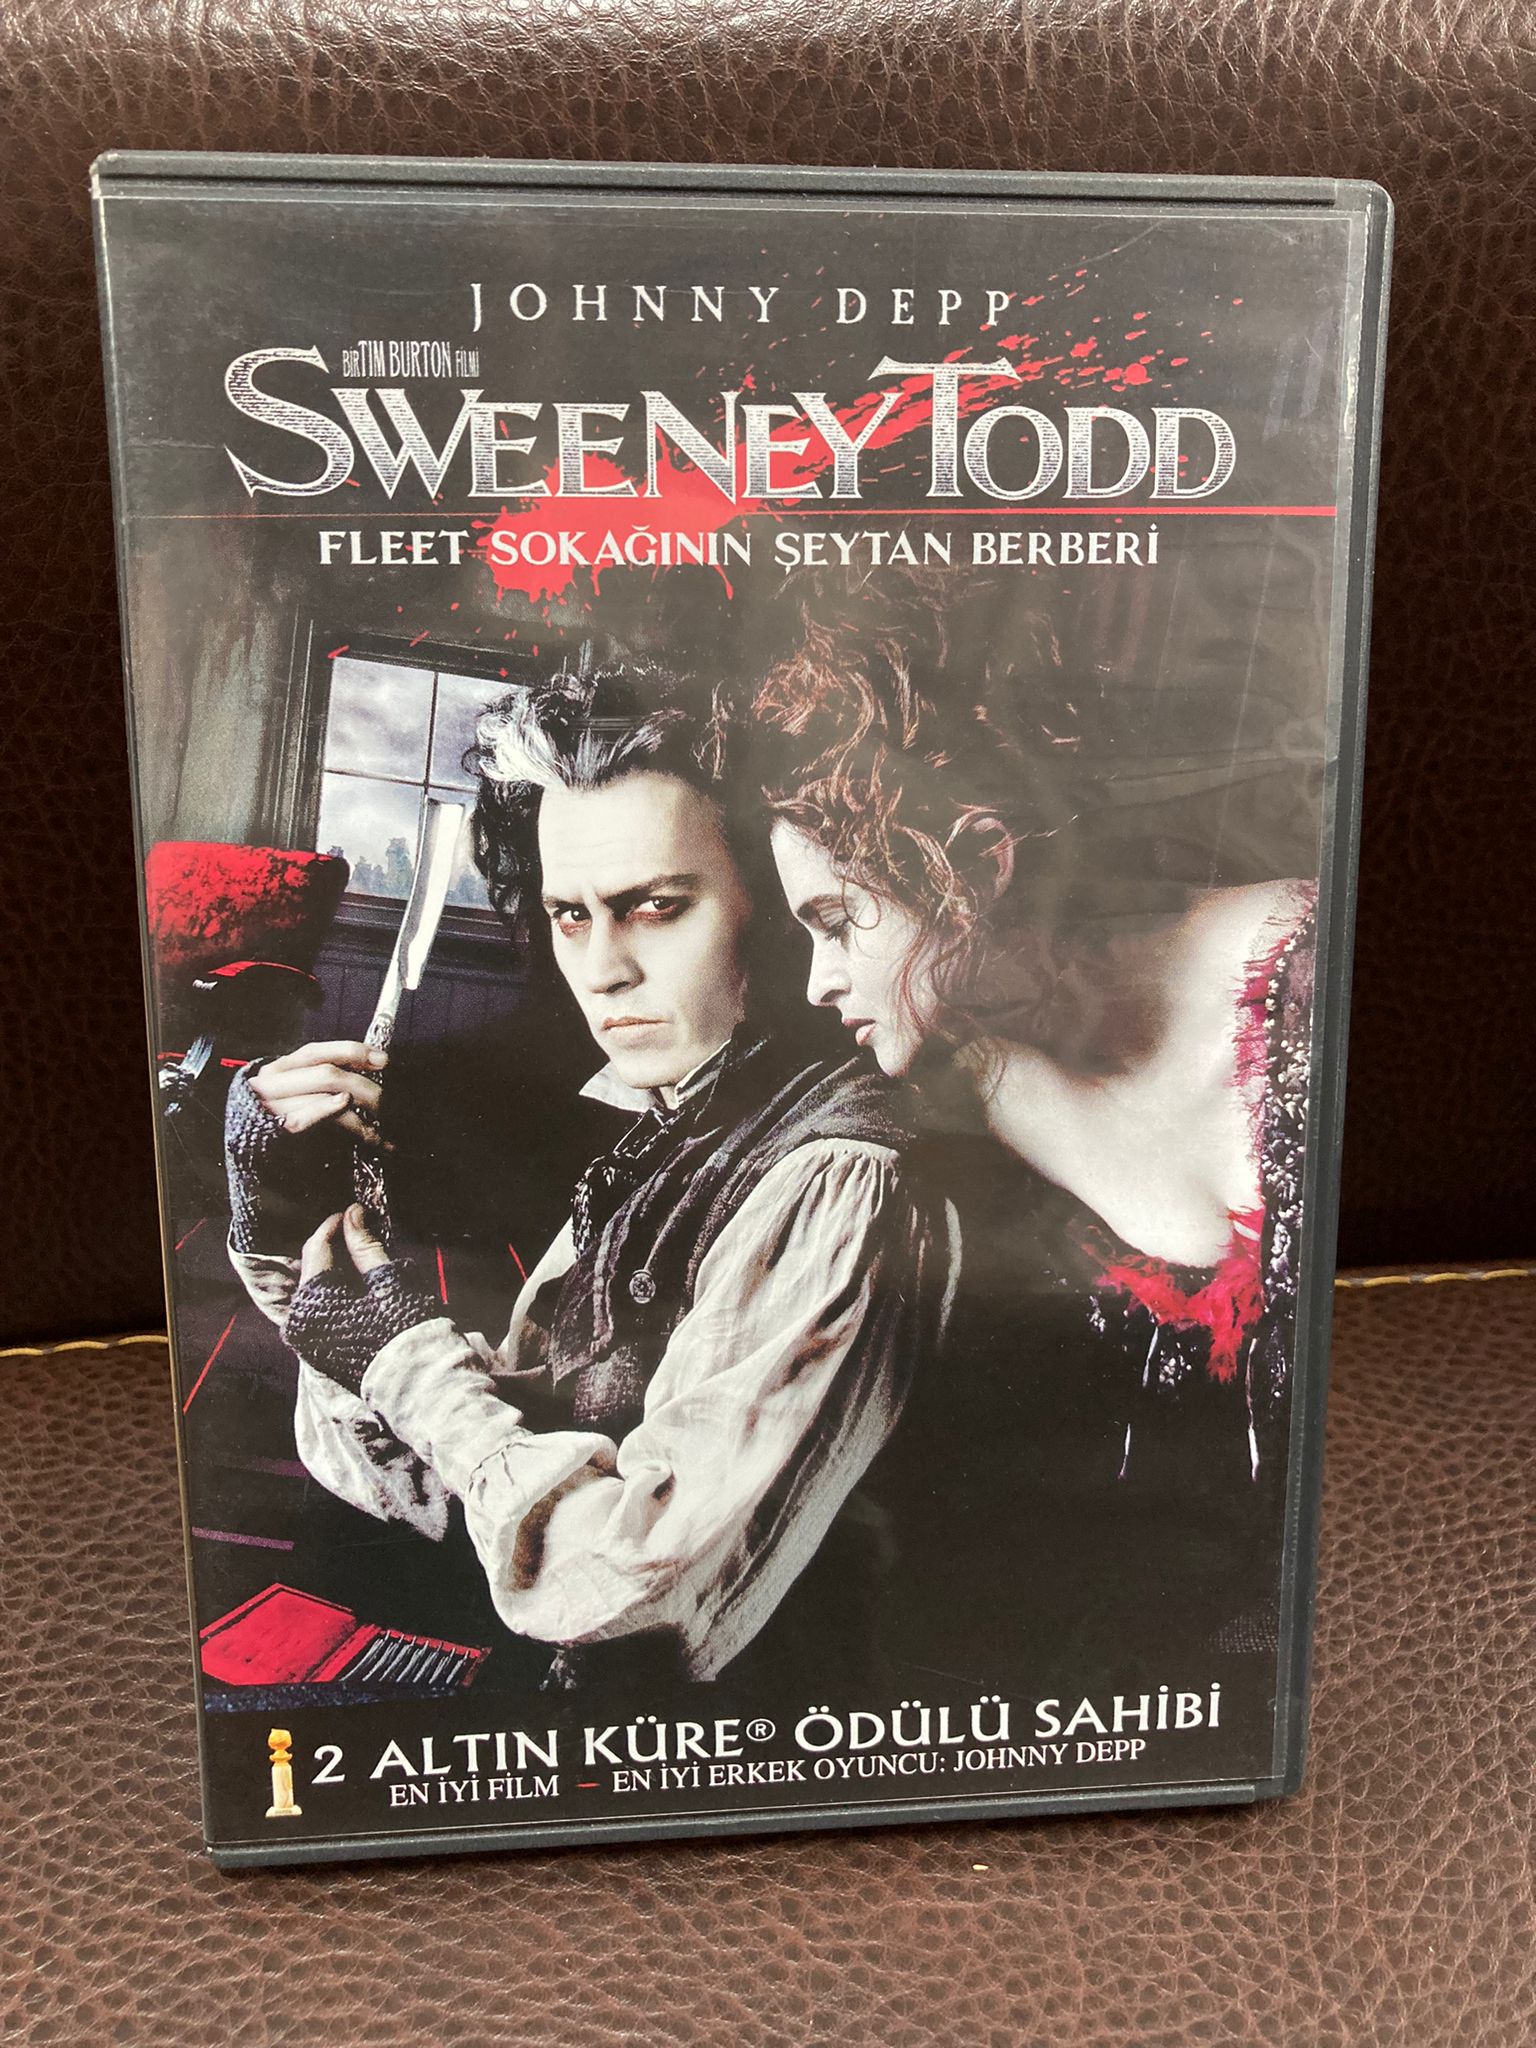 JOHNNY DEPP
BİR TIM BURTON FİLMİ
SWEENEY TODD
FLEET SOKAĞININ ŞEYTAN BERBERİ
2 ALTIN KÜRE® ÖDÜLÜ SAHİBİ
EN İYİ FİLM – EN İYİ ERKEK OYUNCU: JOHNNY DEPP